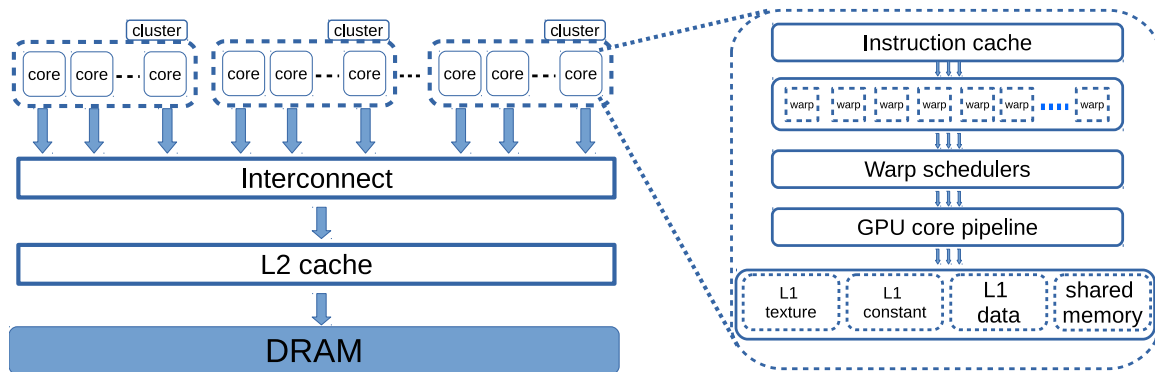 cluster
cluster
cluster
core core core
core core core
core core core
Interconnect
L2 cache
DRAM
Instruction cache
warp warp warp warp warp warp warp
Warp schedulers
GPU core pipeline
L1
texture
L1
constant
L1
data
shared
memory